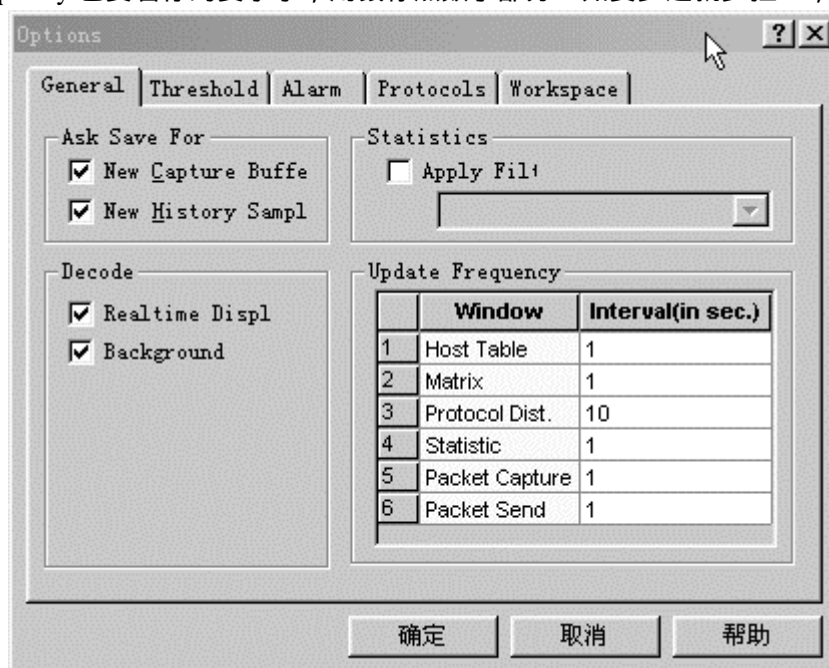 Options
General Threshold Alarm Protocols Workspace
Ask Save For
New Capture Buffe
New History Sampl
Statistics
Apply Filt
Decode
Realtime Displ
Background
Update Frequency
Window Interval(in sec.)
1 Host Table 1
2 Matrix 1
3 Protocol Dist. 10
4 Statistic 1
5 Packet Capture 1
6 Packet Send 1
确定 取消 帮助